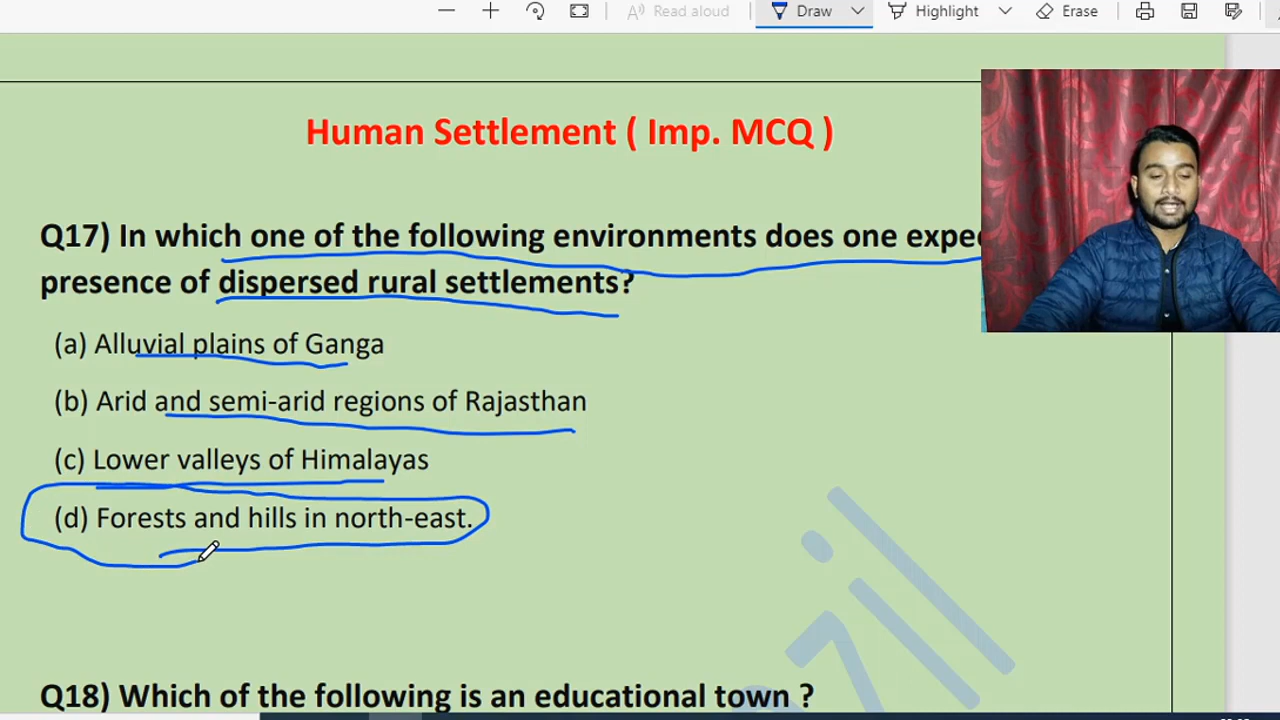 Read aloud
Draw
Highlight
Erase
Human Settlement ( Imp. MCQ )
Q17) In which one of the following environments does one
presence of dispersed rural settlements?
(a) Alluvial plains of Ganga
(b) Arid and semi-arid regions of Rajasthan
(c) Lower valleys of Himalayas
(d) Forests and hills in north-east.
Q18) Which of the following is an educational town ?